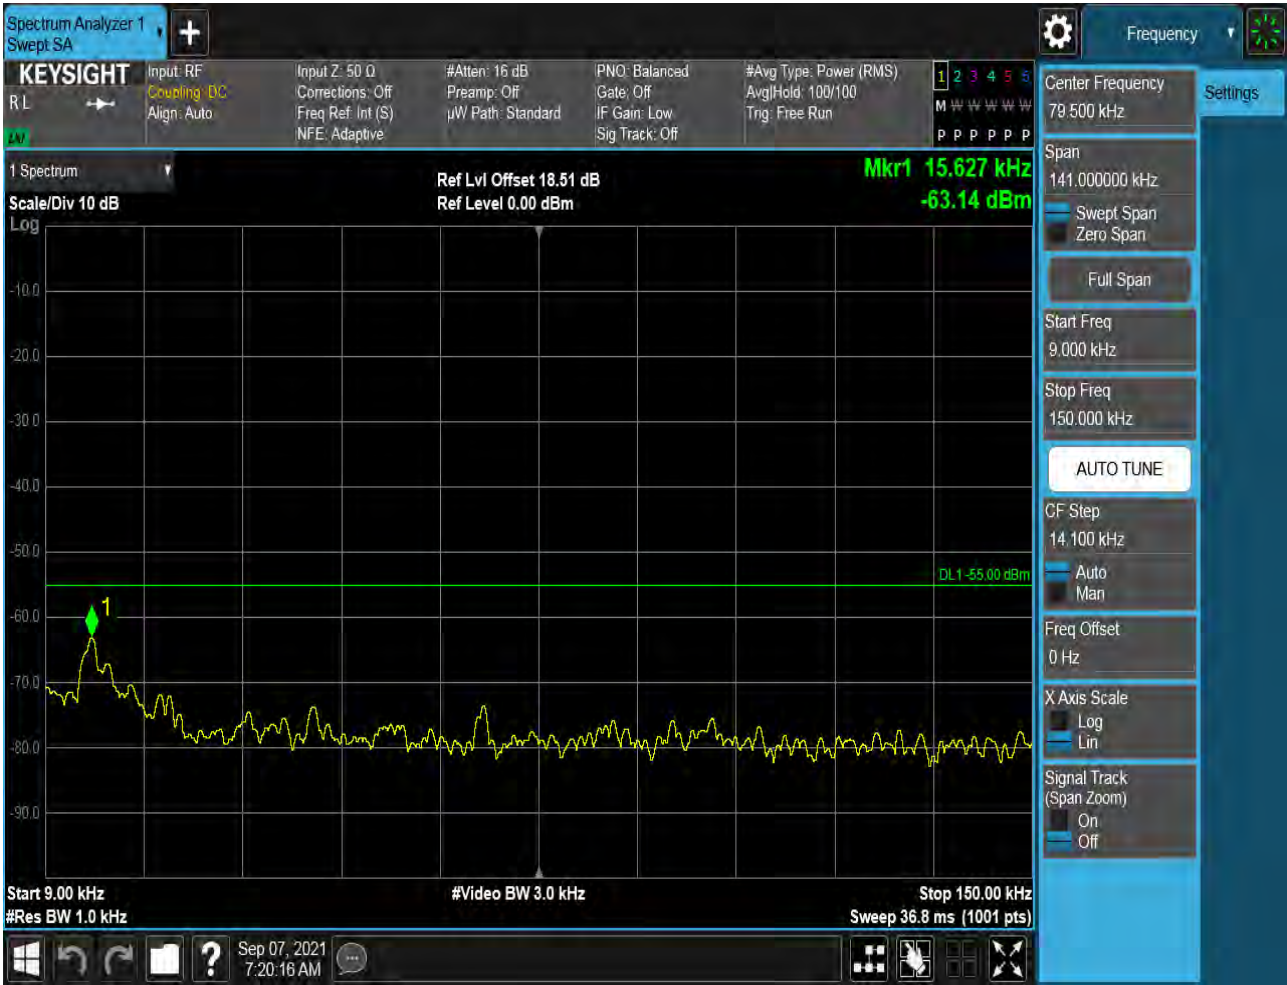 Spectrum Analyzer 1
Swept SA
Frequency
KEYSIGHT
R L
Input: RF
Coupling: DC
Align: Auto
Input Z: 50 Ω
Corrections: Off
Freq Ref: Int (S)
NFE: Adaptive
#Atten: 16 dB
Preamp: Off
µW Path: Standard
PNO: Balanced
Gate: Off
IF Gain: Low
Sig Track: Off
#Avg Type: Power (RMS)
Avg|Hold: 100/100
Trig: Free Run
1 2 3 4 5 6
M W W W W W
P P P P P P
1 Spectrum
Scale/Div 10 dB
Log
Ref Lvl Offset 18.51 dB
Ref Level 0.00 dBm
Mkr1 15.627 kHz
-63.14 dBm
-10.0
-20.0
-30.0
-40.0
-50.0
DL1 -55.00 dBm
1
-60.0
-70.0
-80.0
-90.0
Start 9.00 kHz
#Res BW 1.0 kHz
#Video BW 3.0 kHz
Stop 150.00 kHz
Sweep 36.8 ms (1001 pts)
Sep 07, 2021
7:20:16 AM
Center Frequency
79.500 kHz
Settings
Span
141.000000 kHz
Swept Span
Zero Span
Full Span
Start Freq
9.000 kHz
Stop Freq
150.000 kHz
AUTO TUNE
CF Step
14.100 kHz
Auto
Man
Freq Offset
0 Hz
X Axis Scale
Log
Lin
Signal Track
(Span Zoom)
On
Off